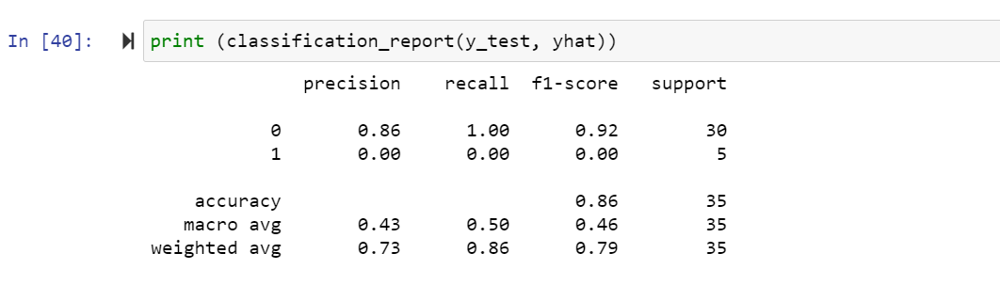 In [40]: print (classification_report(y_test, yhat))
precision recall f1-score support
0 0.86 1.00 0.92 30
1 0.00 0.00 0.00 5
accuracy 0.86 35
macro avg 0.43 0.50 0.46 35
weighted avg 0.73 0.86 0.79 35